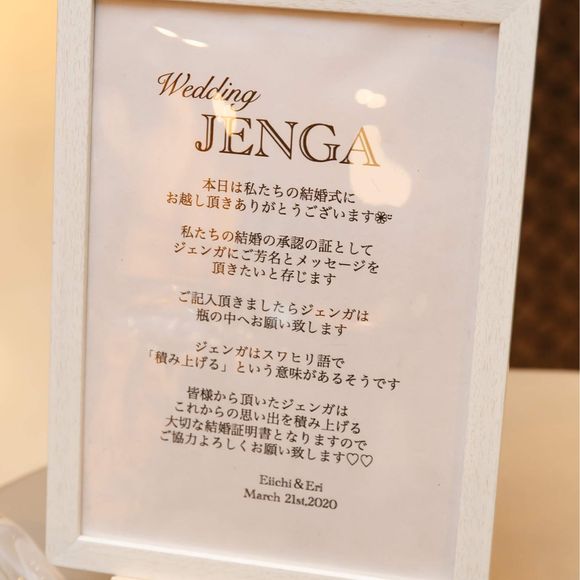 Wedding
JENGA
本日は私たちの結婚式に
お越し頂きありがとうございます❀
私たちの結婚の承認の証として
ジェンガにご芳名とメッセージを
頂きたいと存じます
ご記入頂きましたらジェンガは
瓶の中へお願い致します
ジェンガはスワヒリ語で
「積み上げる」という意味があるそうです
皆様から頂いたジェンガは
これからの思い出を積み上げる
大切な結婚証明書となりますので
ご協力よろしくお願い致します♡♡
Eiichi＆Eri
March 21st.2020